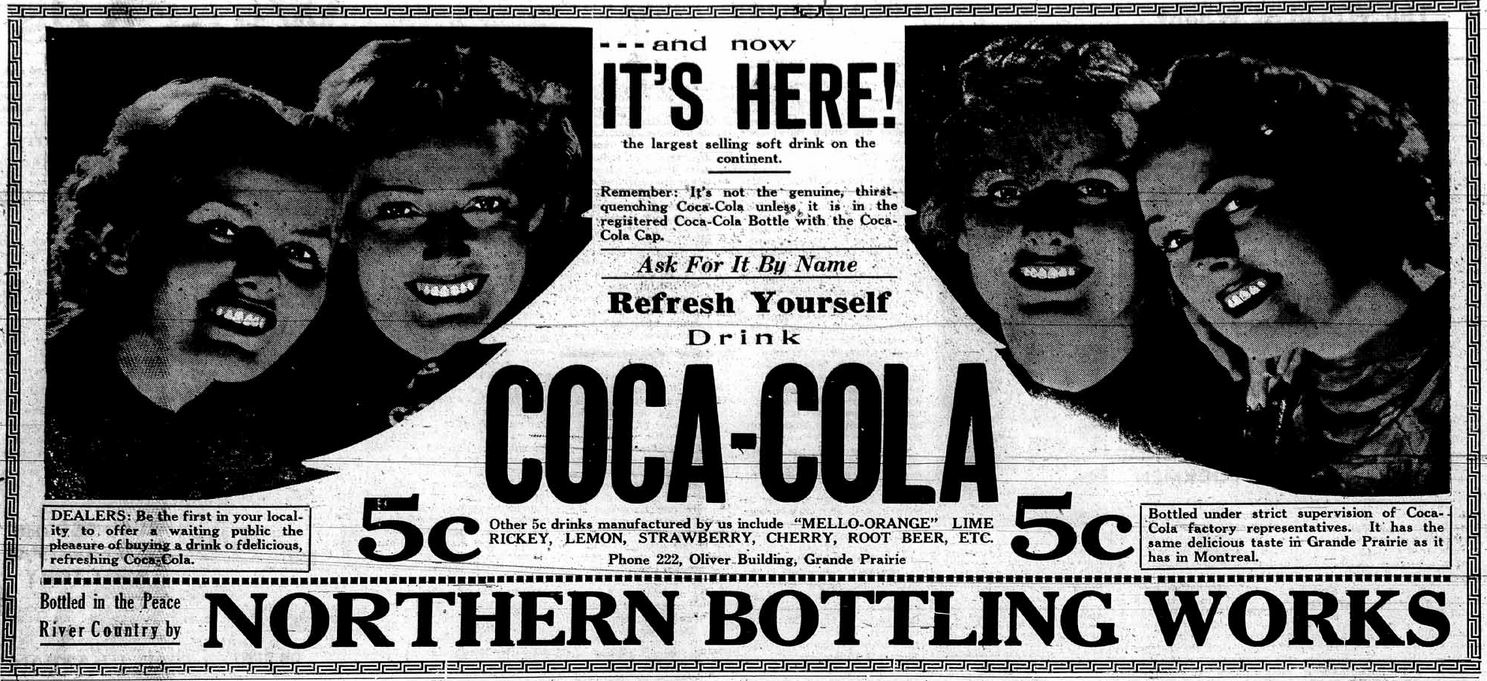 ---and now
IT'S HERE!
the largest selling soft drink on the
continent.
Remember: It's not the genuine, thirst-
quenching Coca-Cola unless it is in the
registered Coca-Cola Bottle with the Coca-
Cola Cap.
Ask For It By Name
Refresh Yourself
Drink
COCA-COLA
DEALERS: Be the first in your local-
ity to offer a waiting public the
pleasure of buying a drink o fdelicious,
refreshing Coca-Cola.
5c
Other 5c drinks manufactured by us include "MELLO-ORANGE" LIME
RICKEY, LEMON, STRAWBERRY, CHERRY, ROOT BEER, ETC.
Phone 222, Oliver Building, Grande Prairie
5c
Bottled under strict supervision of Coca-
Cola factory representatives. It has the
same delicious taste in Grande Prairie as it
has in Montreal.
Bottled in the Peace
River Country by
NORTHERN BOTTLING WORKS